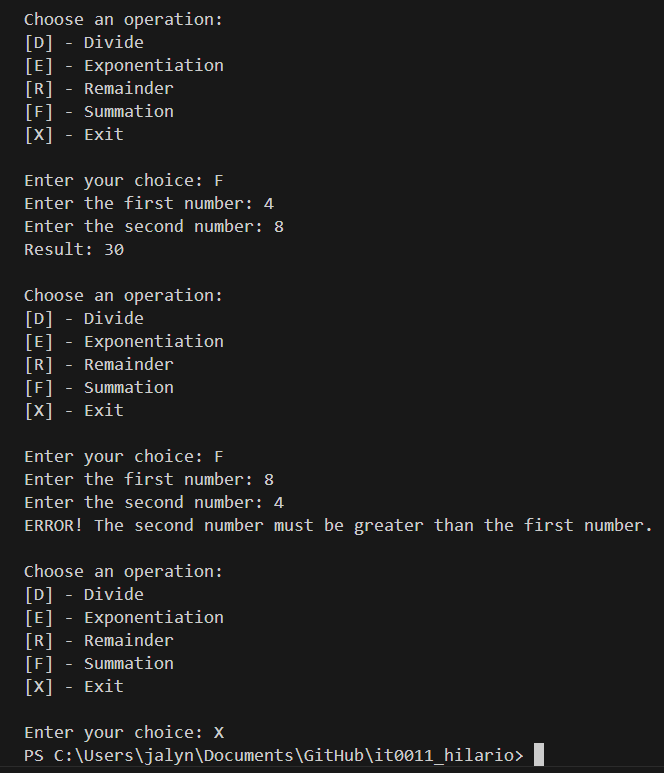 Choose an operation:
[D] - Divide
[E] - Exponentiation
[R] - Remainder
[F] - Summation
[X] - Exit
Enter your choice: F
Enter the first number: 4
Enter the second number: 8
Result: 30
Choose an operation:
[D] - Divide
[E] - Exponentiation
[R] - Remainder
[F] - Summation
[X] - Exit
Enter your choice: F
Enter the first number: 8
Enter the second number: 4
ERROR! The second number must be greater than the first number.
Choose an operation:
[D] - Divide
[E] - Exponentiation
[R] - Remainder
[F] - Summation
[X] - Exit
Enter your choice: X
PS C:\Users\jalyn\Documents\GitHub\it0011_hilario>